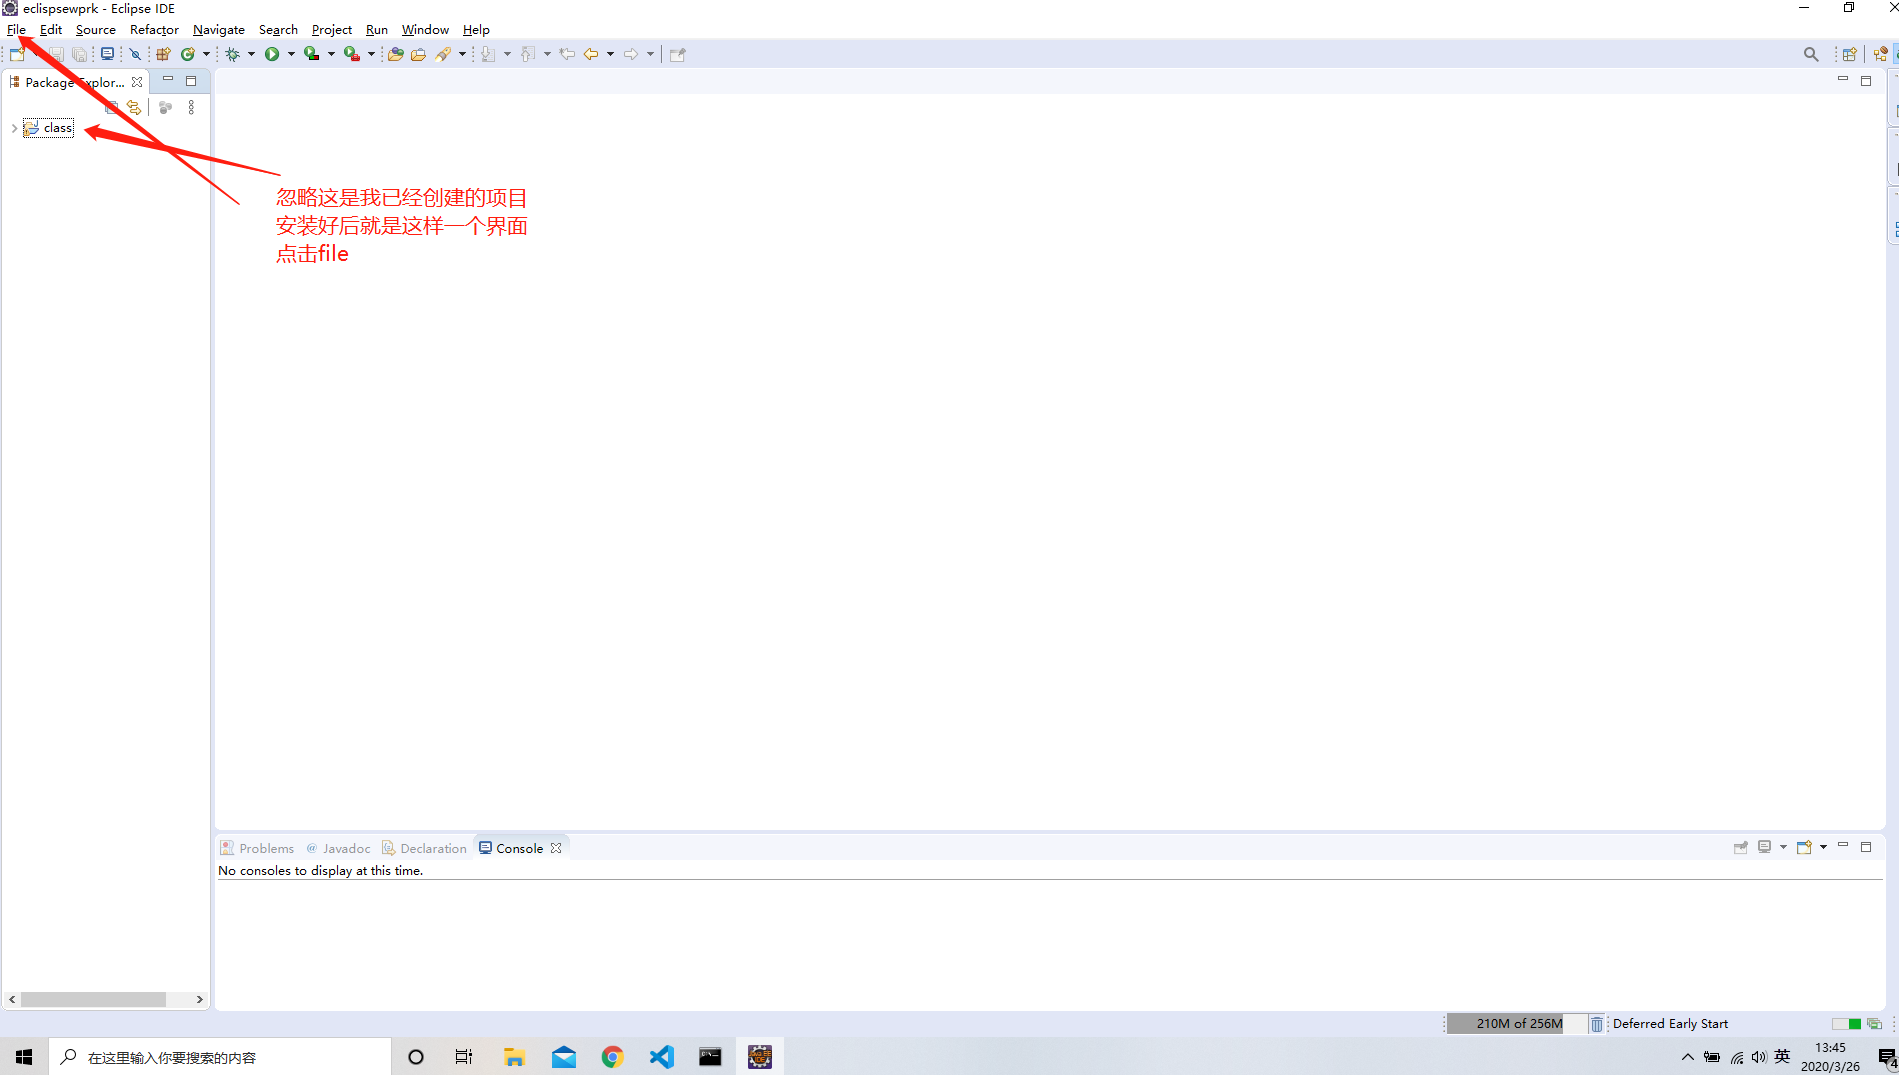 eclispsewprk - Eclipse IDE
File Edit Source Refactor Navigate Search Project Run Window Help
Package Explor...
class
忽略这是我已经创建的项目
安装好后就是这样一个界面
点击file
Problems @ Javadoc Declaration Console
No consoles to display at this time.
210M of 256M Deferred Early Start
在这里输入你要搜索的内容
英
13:45
2020/3/26
4